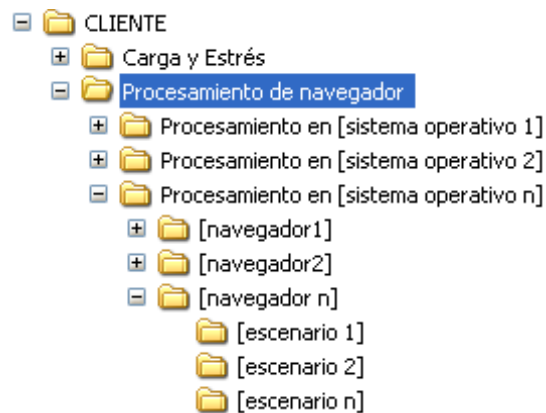 CLIENTE
Carga y Estrés
Procesamiento de navegador
Procesamiento en [sistema operativo 1]
Procesamiento en [sistema operativo 2]
Procesamiento en [sistema operativo n]
[navegador1]
[navegador2]
[navegador n]
[escenario 1]
[escenario 2]
[escenario n]